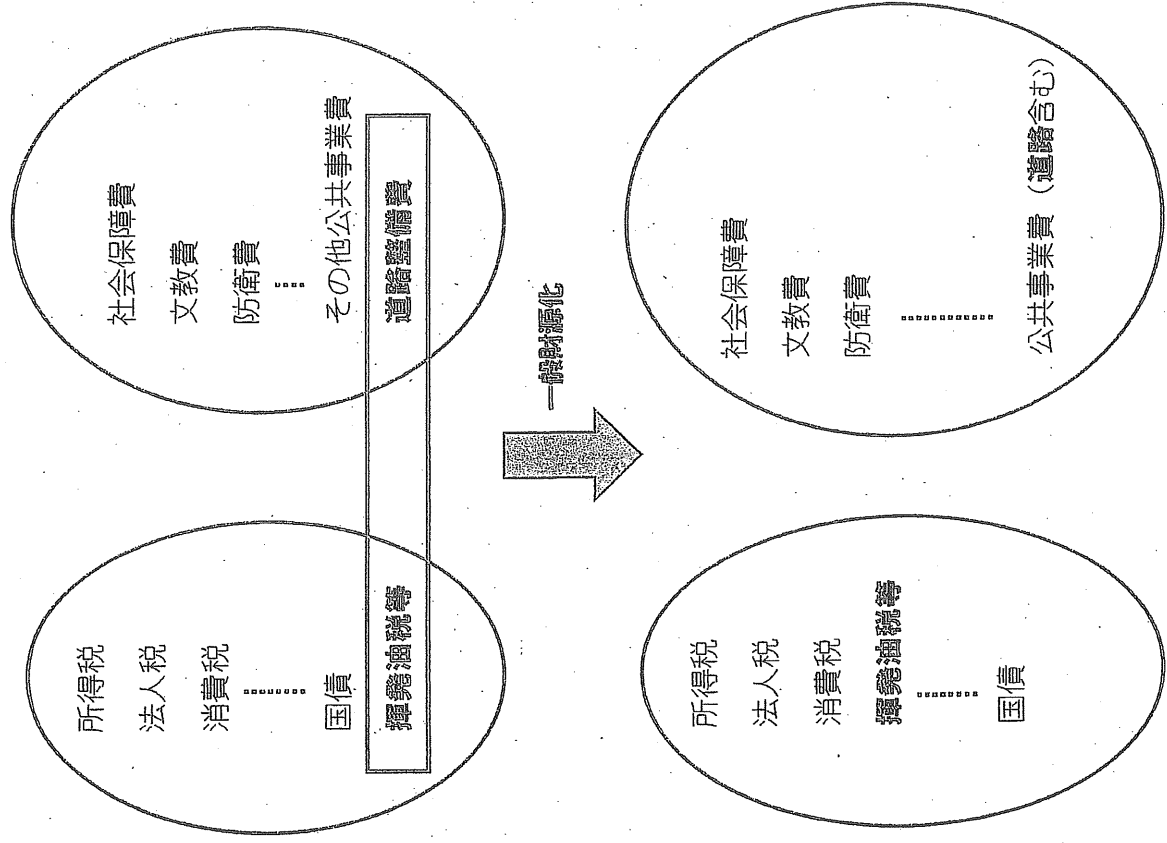 所得税
法人税
消費税
国債
揮発油税等
社会保障費
文教費
防衛費
その他公共事業費
道路整備費
一般財源化
所得税
法人税
消費税
揮発油税等
国債
社会保障費
文教費
防衛費
公共事業費（道路含む）